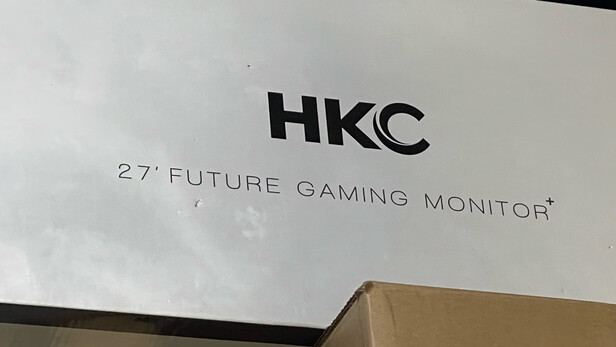 HKC
27' FUTURE GAMING MONITOR+